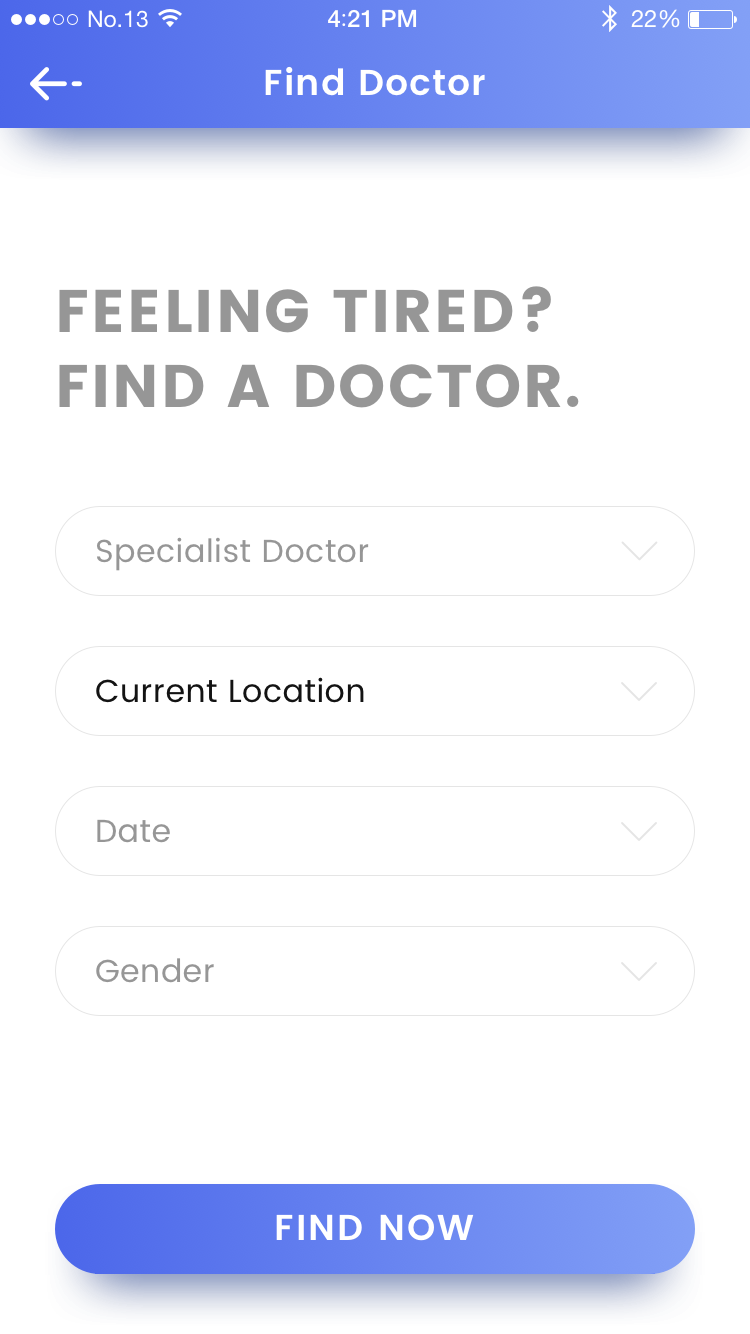 No.13
4:21 PM
22%
Find Doctor
FEELING TIRED?
FIND A DOCTOR.
Specialist Doctor
Current Location
Date
Gender
FIND NOW